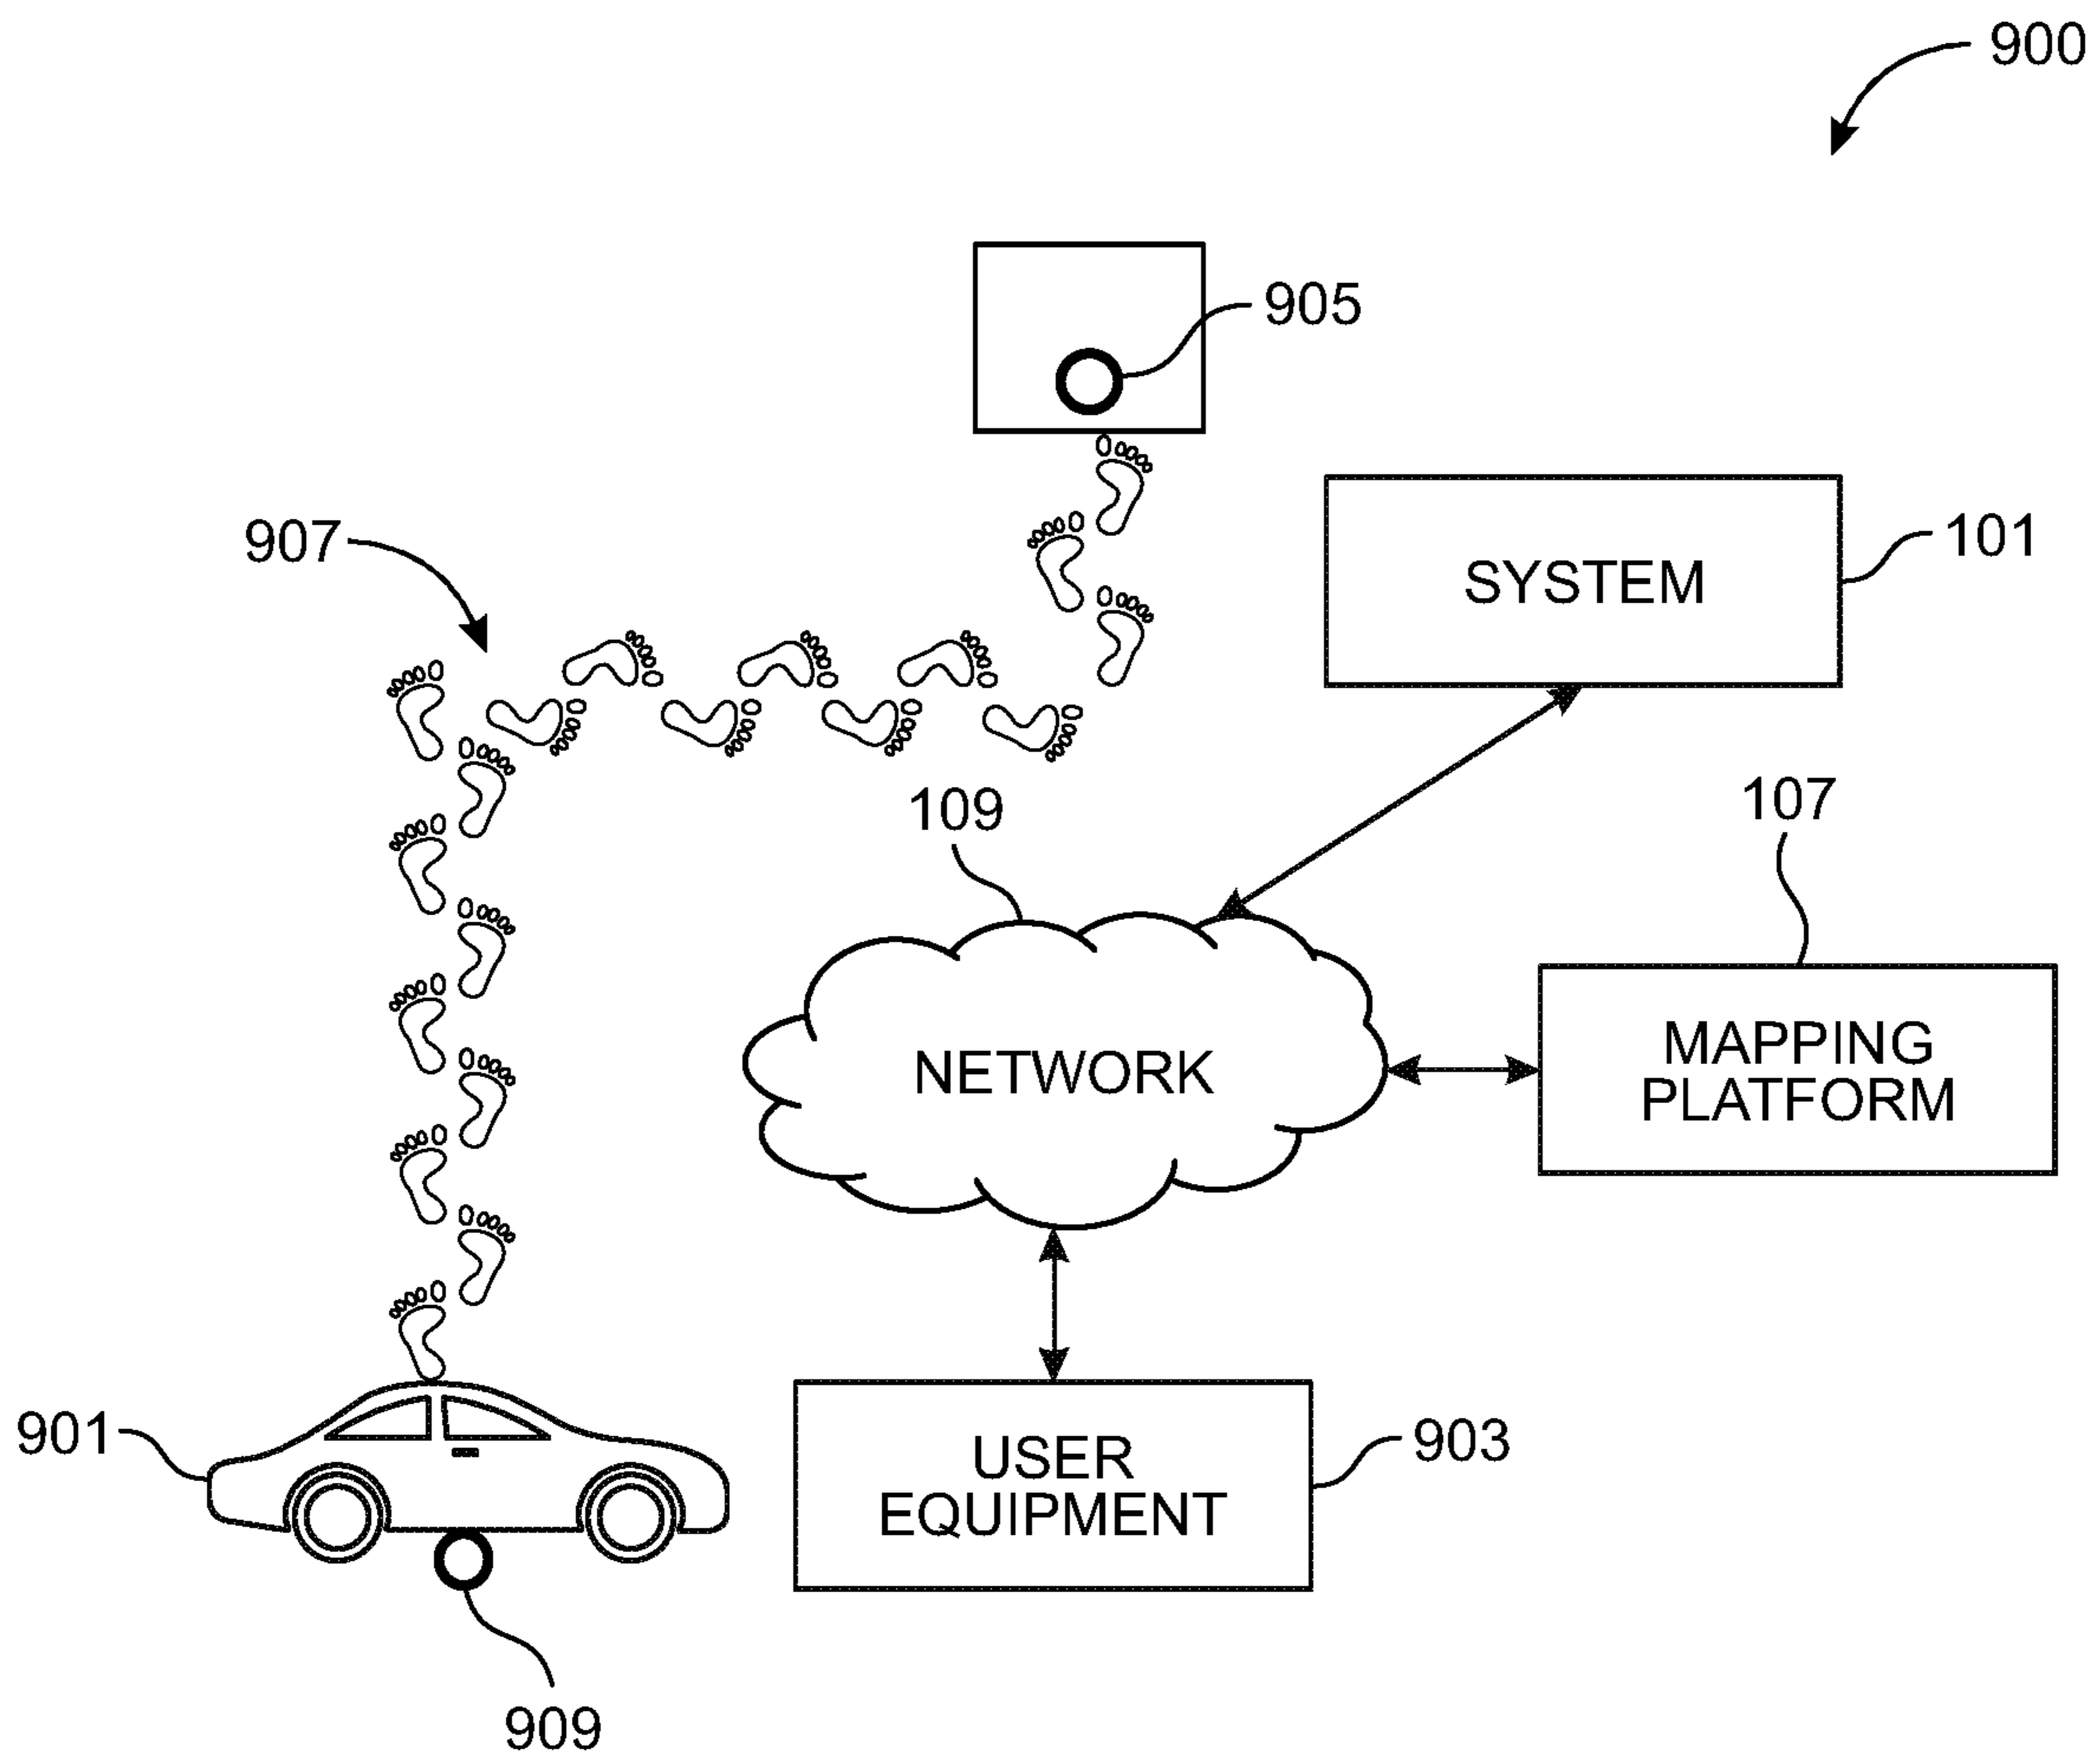 900
905
907
SYSTEM
101
109
107
NETWORK
MAPPING
PLATFORM
901
USER
EQUIPMENT
903
909